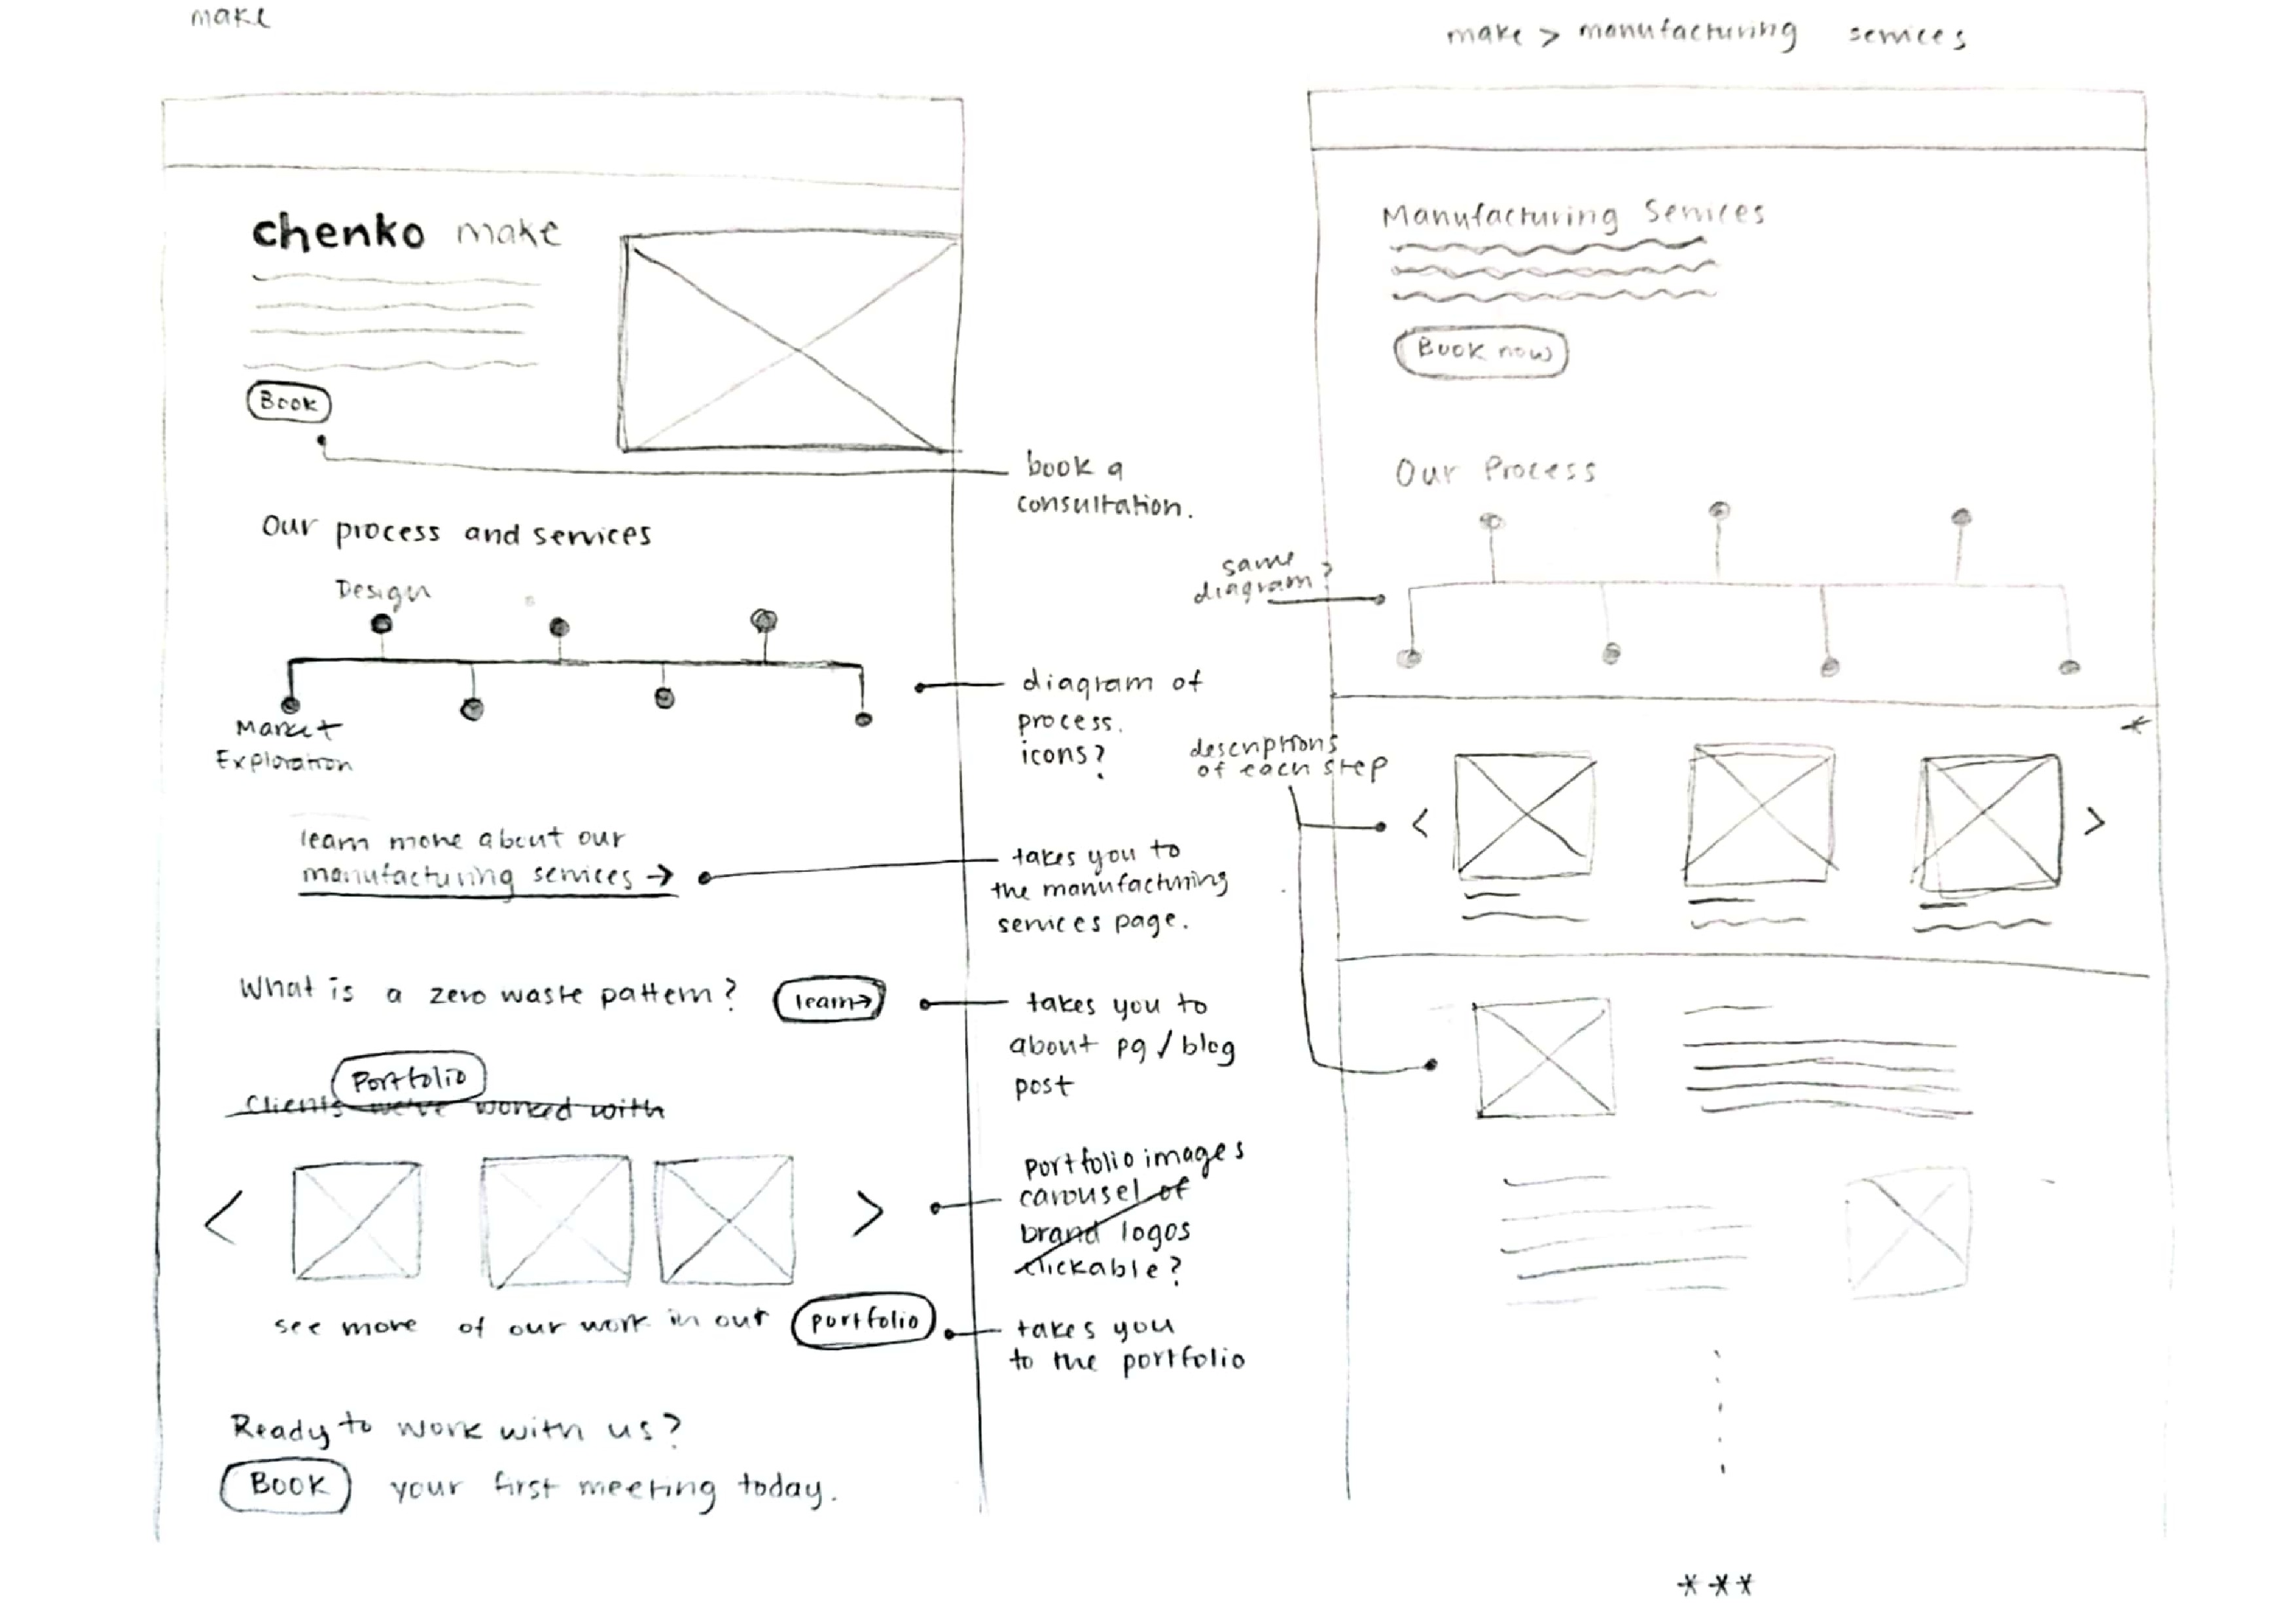 make
chenko make
Book
book a
consultation.
Our process and services
Design
Market
Exploration
diagram of
process.
icons?
learn more about our
manufacturing services →
takes you to
the manufacturing
services page.
What is a zero waste pattern? learn→
takes you to
about pg / blog
post
Portfolio
Clients we've worked with
< >
portfolio images
carousel of
brand logos
clickable?
see more of our work in our portfolio
takes you
to the portfolio
Ready to work with us?
Book your first meeting today.
make > manufacturing services
Manufacturing Services
Book now
Our Process
same
diagram?
*
descriptions
of each step
< >
***